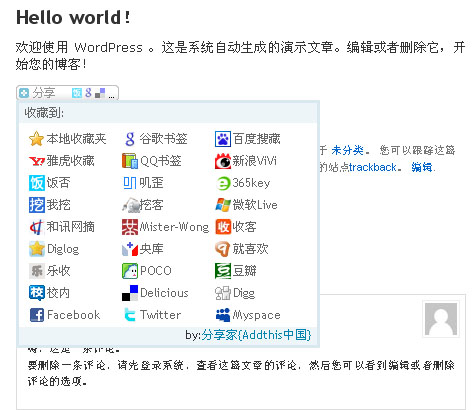 Hello world!
欢迎使用 WordPress 。这是系统自动生成的演示文章。编辑或者删除它，开
始您的博客！
分享 ...
收藏到:
本地收藏夹 谷歌书签 百度搜藏
雅虎收藏 QQ书签 新浪ViVi
饭否 叽歪 365key
我挖 挖客 微软Live
和讯网摘 Mister-Wong 收客
Diglog 央库 就喜欢
乐收 POCO 豆瓣
校内 Delicious Digg
Facebook Twitter Myspace
by:分享家{Addthis中国}
于 未分类。 您可以跟踪这篇
的站点trackback。 编辑.
嗨，这是一条评论。
要删除一条评论，请先登录系统，查看这篇文章的评论，然后您可以看到编辑或者删除
评论的选项。